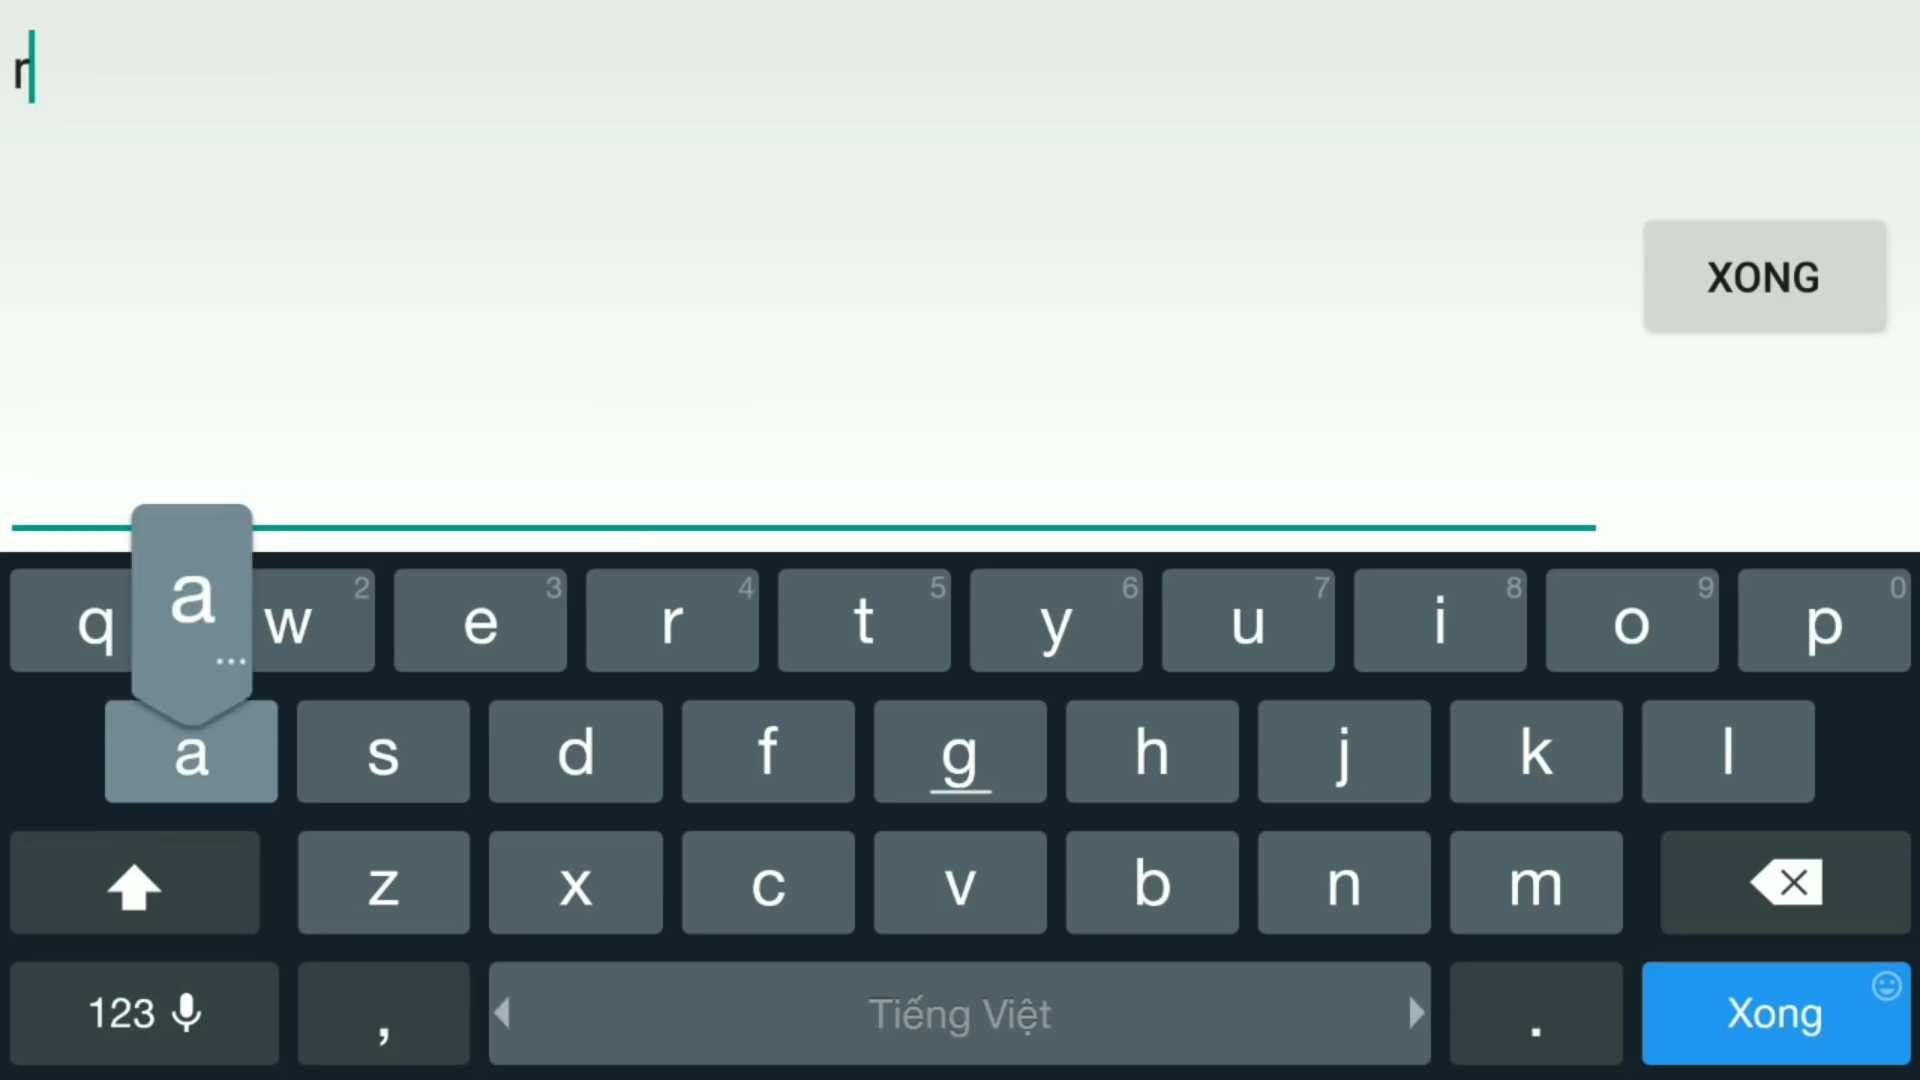 r
XONG
a
q w 2 e 3 r 4 t 5 y 6 u 7 i 8 o 9 p 0
a s d f g h j k l
z x c v b n m
123 , Tiếng Việt . Xong